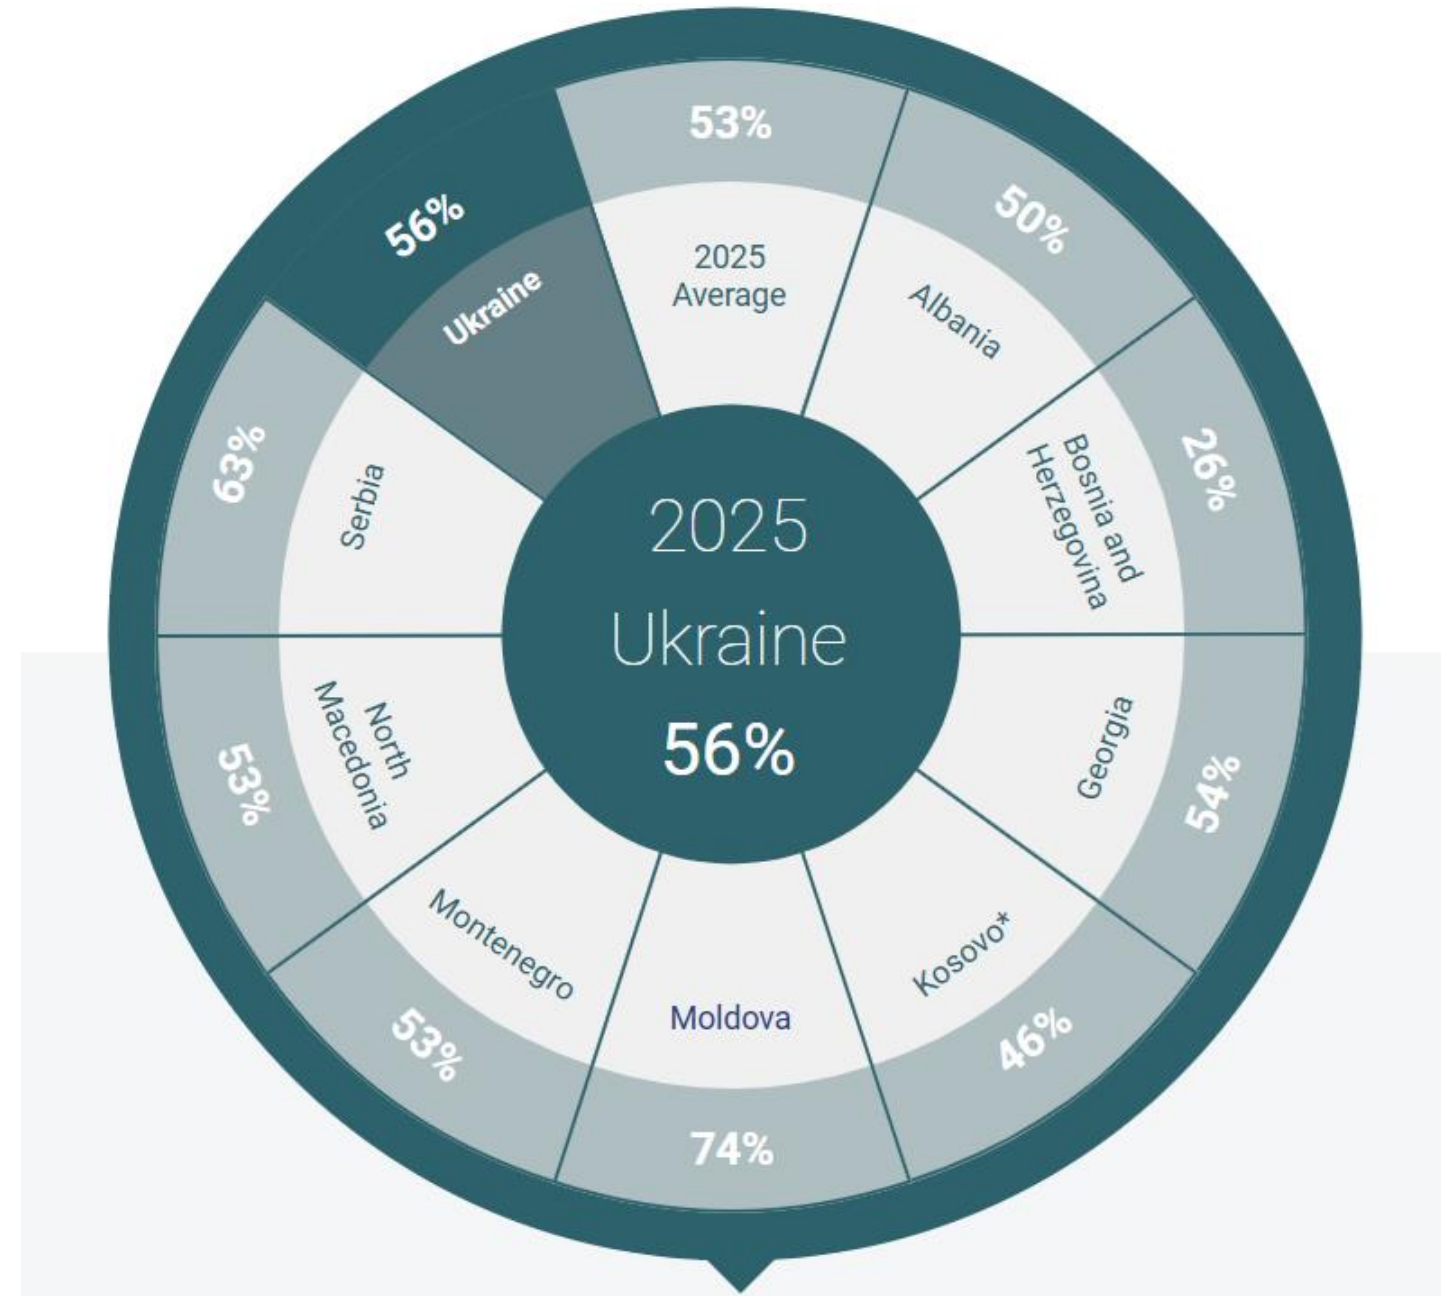 53%
2025
Average
50%
Albania
26%
Bosnia and
Herzegovina
54%
Georgia
46%
Kosovo*
74%
Moldova
53%
Montenegro
53%
North
Macedonia
63%
Serbia
56%
Ukraine
2025
Ukraine
56%